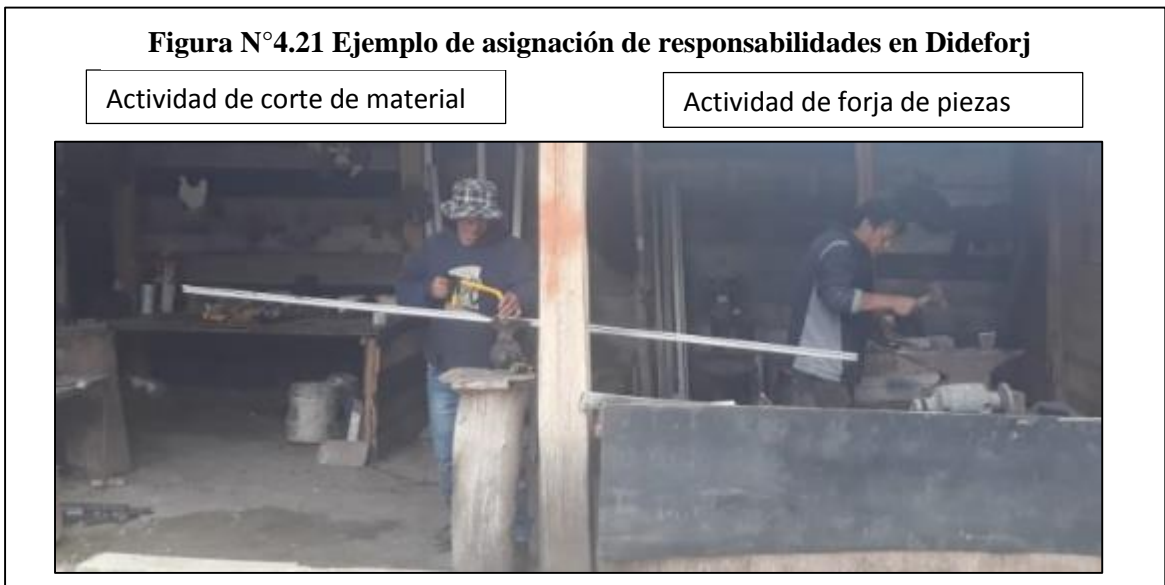 Figura N°4.21 Ejemplo de asignación de responsabilidades en Dideforj
Actividad de corte de material
Actividad de forja de piezas